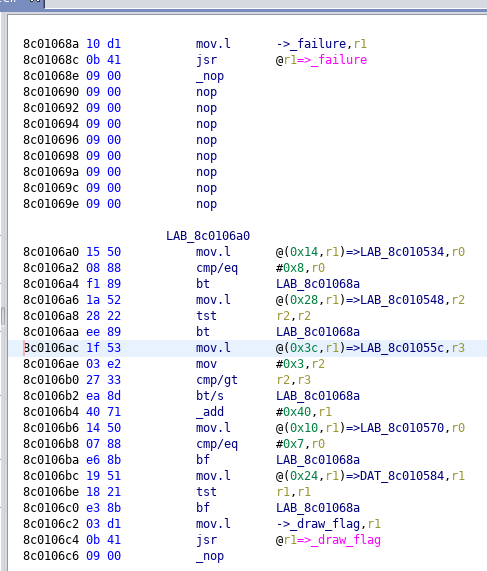 8c01068a 10 d1 mov.l ->_failure,r1
8c01068c 0b 41 jsr @r1=>_failure
8c01068e 09 00 _nop
8c010690 09 00 nop
8c010692 09 00 nop
8c010694 09 00 nop
8c010696 09 00 nop
8c010698 09 00 nop
8c01069a 09 00 nop
8c01069c 09 00 nop
8c01069e 09 00 nop
LAB_8c0106a0
8c0106a0 15 50 mov.l @(0x14,r1)=>LAB_8c010534,r0
8c0106a2 08 88 cmp/eq #0x8,r0
8c0106a4 f1 89 bt LAB_8c01068a
8c0106a6 1a 52 mov.l @(0x28,r1)=>LAB_8c010548,r2
8c0106a8 28 22 tst r2,r2
8c0106aa ee 89 bt LAB_8c01068a
8c0106ac 1f 53 mov.l @(0x3c,r1)=>LAB_8c01055c,r3
8c0106ae 03 e2 mov #0x3,r2
8c0106b0 27 33 cmp/gt r2,r3
8c0106b2 ea 8d bt/s LAB_8c01068a
8c0106b4 40 71 _add #0x40,r1
8c0106b6 14 50 mov.l @(0x10,r1)=>LAB_8c010570,r0
8c0106b8 07 88 cmp/eq #0x7,r0
8c0106ba e6 8b bf LAB_8c01068a
8c0106bc 19 51 mov.l @(0x24,r1)=>DAT_8c010584,r1
8c0106be 18 21 tst r1,r1
8c0106c0 e3 8b bf LAB_8c01068a
8c0106c2 03 d1 mov.l ->_draw_flag,r1
8c0106c4 0b 41 jsr @r1=>_draw_flag
8c0106c6 09 00 _nop